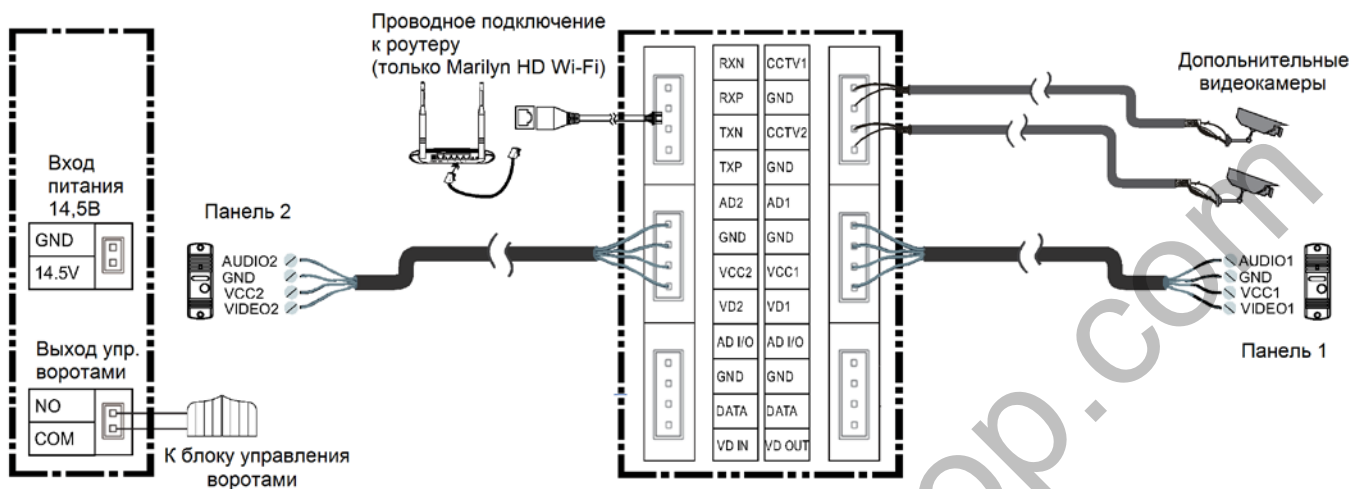 Проводное подключение
к роутеру
(только Marilyn HD Wi-Fi)
Допольнительные
видеокамеры
Вход
питания
14,5В
GND
14.5V
Выход упр.
воротами
NO
COM
К блоку управления
воротами
Панель 2
AUDIO2
GND
VCC2
VIDEO2
RXN CCTV1
RXP GND
TXN CCTV2
TXP GND
AD2 AD1
GND GND
VCC2 VCC1
VD2 VD1
AD I/O AD I/O
GND GND
DATA DATA
VD IN VD OUT
AUDIO1
GND
VCC1
VIDEO1
Панель 1
op.com